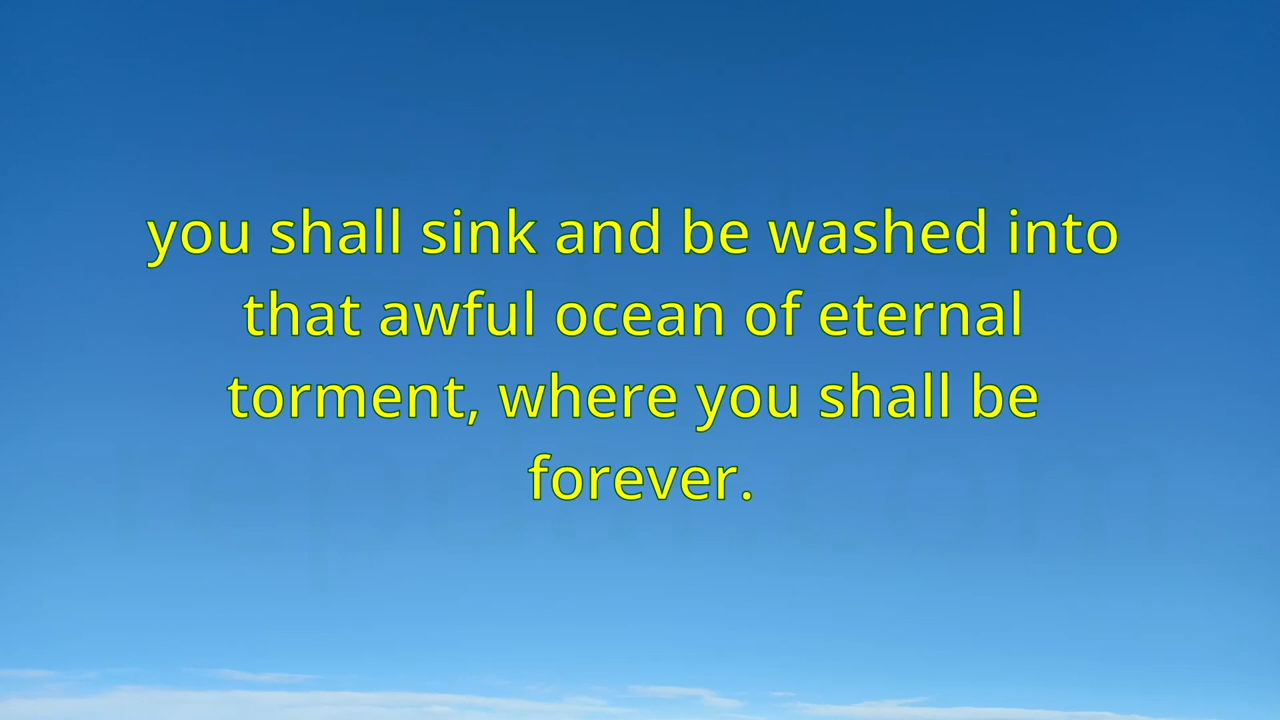 you shall sink and be washed into
that awful ocean of eternal
torment, where you shall be
forever.